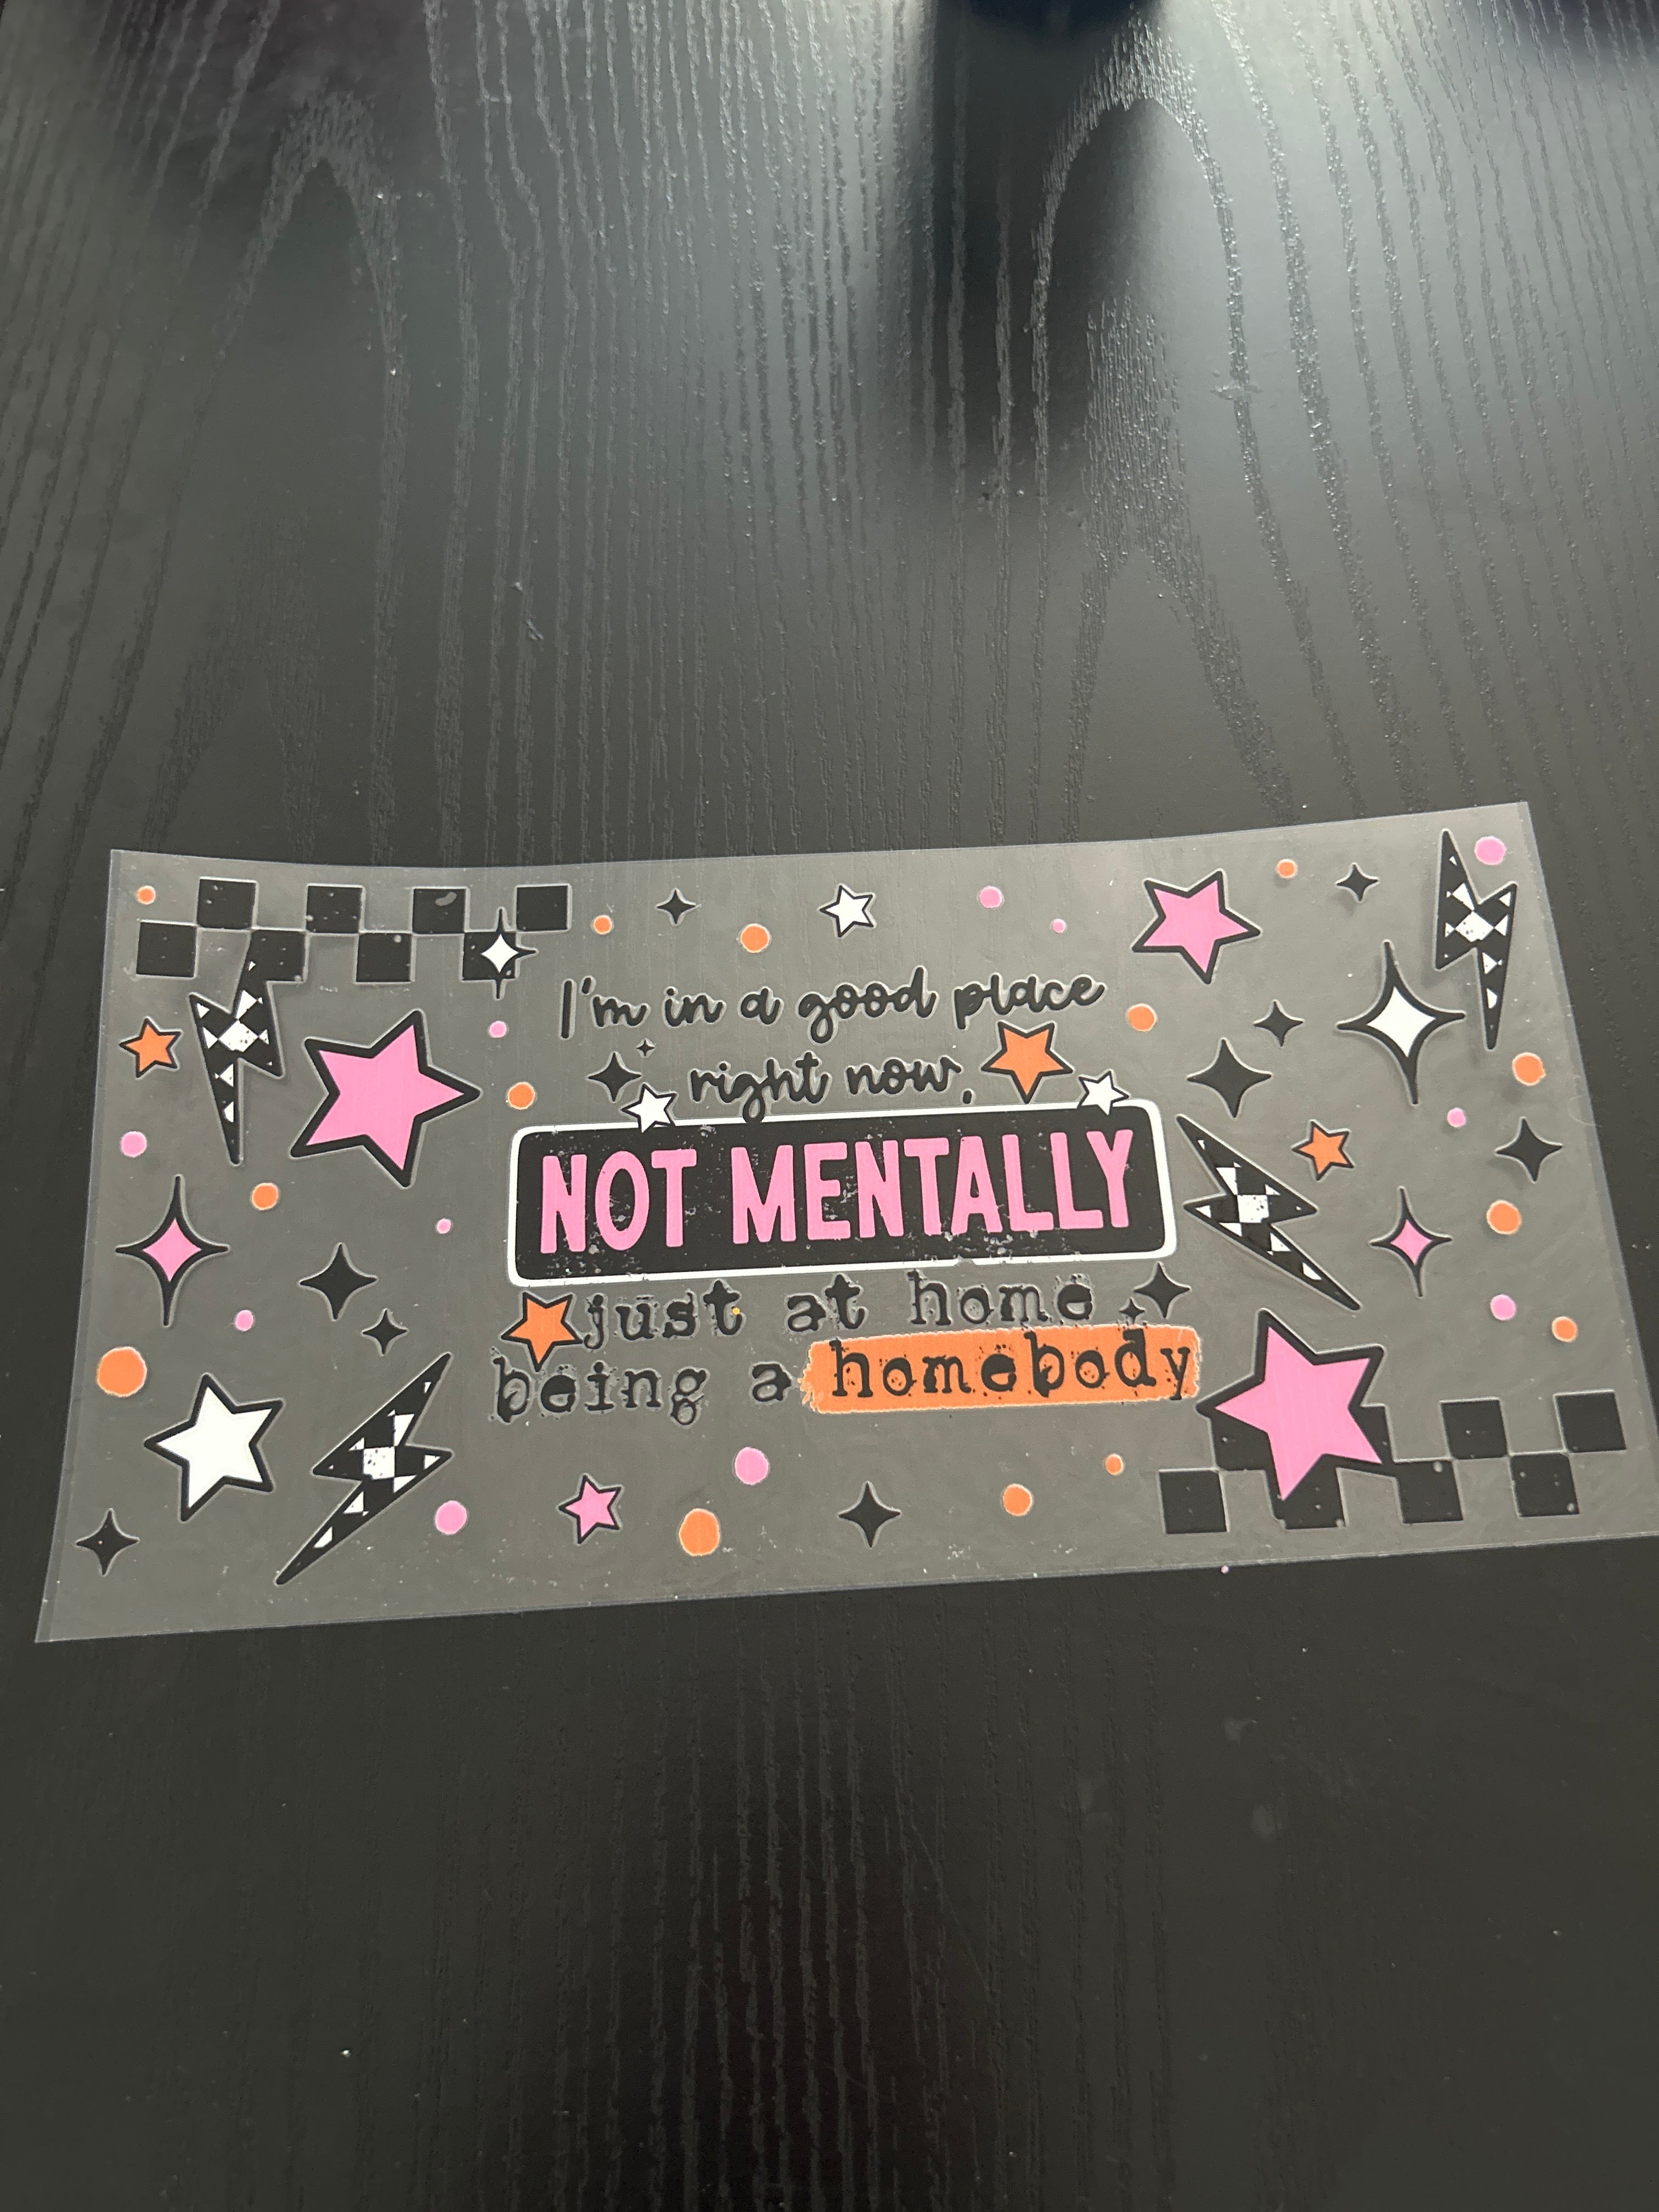 I'm in a good place
right now,
NOT MENTALLY
just at home
being a homebody